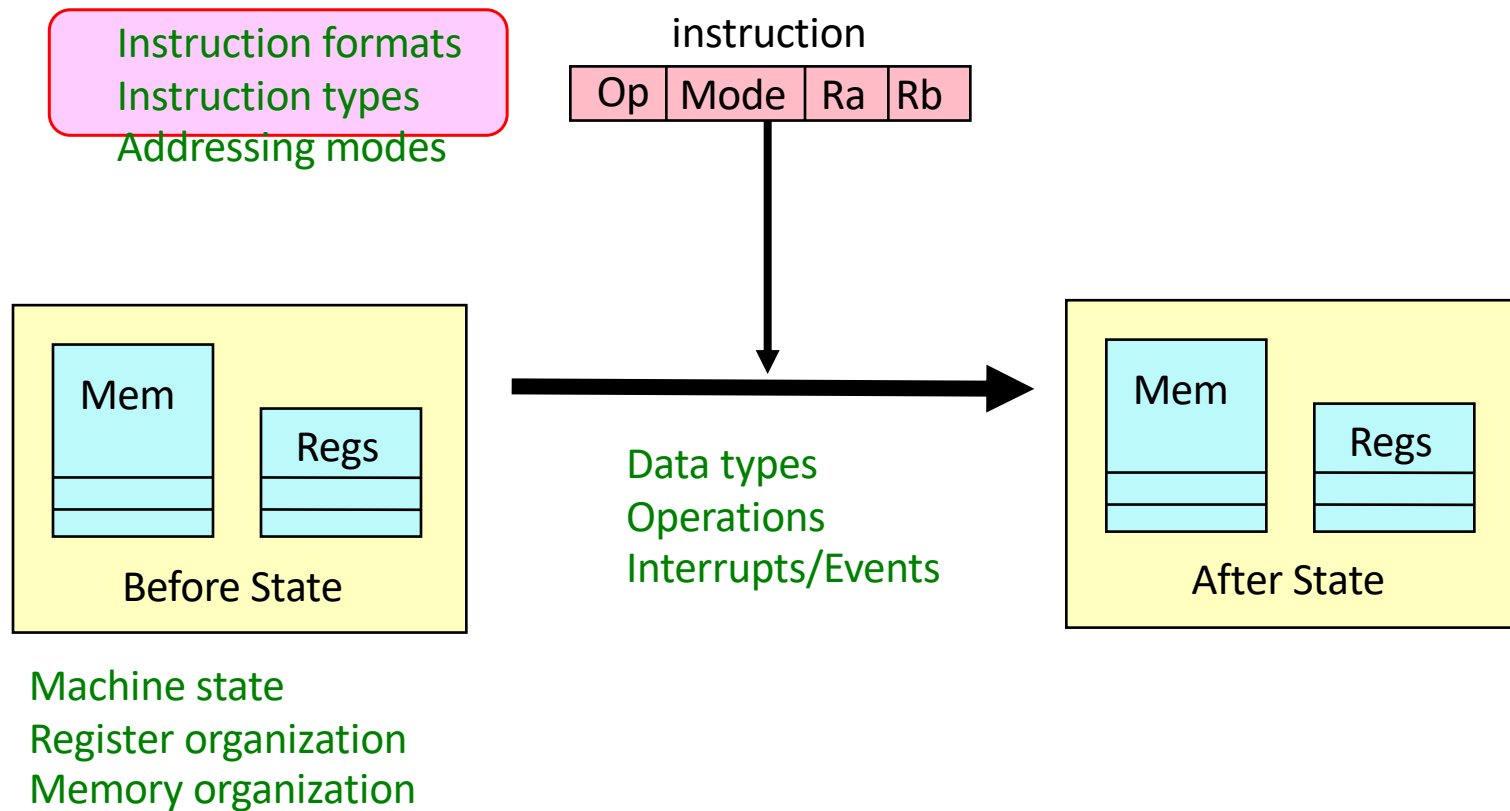 Instruction formats
Instruction types
Addressing modes
instruction
Op Mode Ra Rb
Mem
Regs
Before State
Data types
Operations
Interrupts/Events
Mem
Regs
After State
Machine state
Register organization
Memory organization